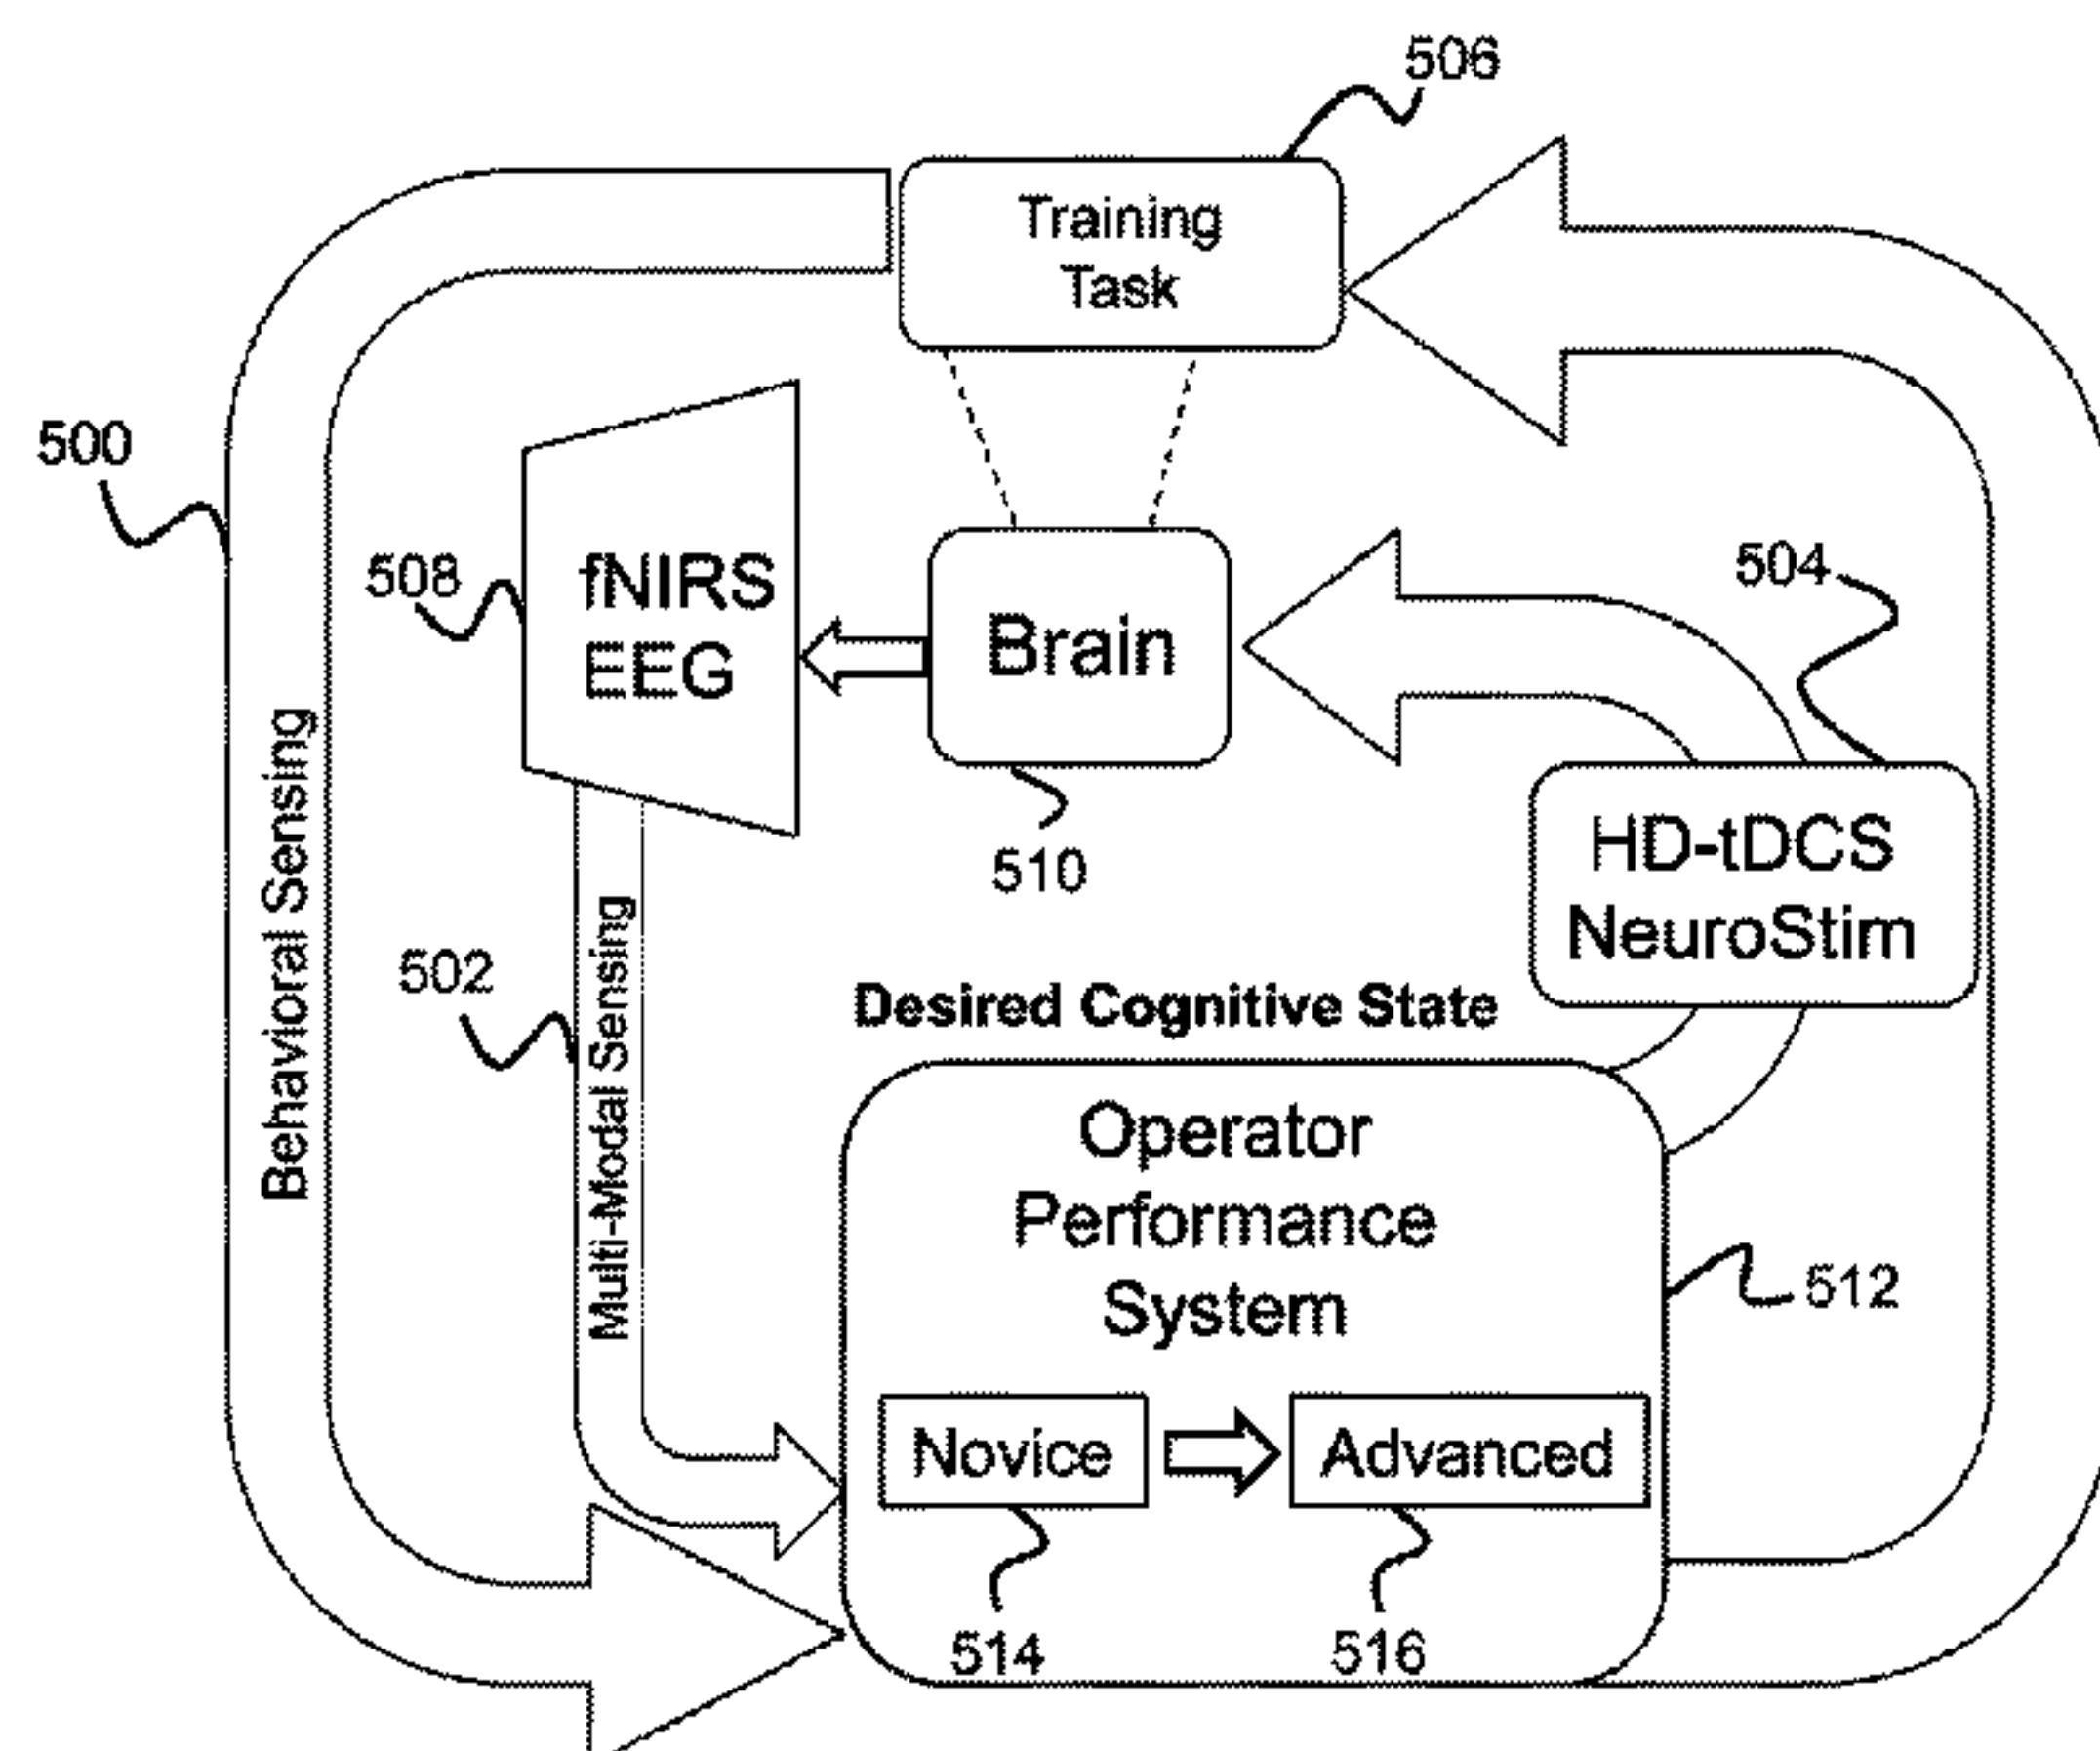 506
Training
Task
500
508
fNIRS
EEG
Brain
504
510
HD-tDCS
NeuroStim
Behavioral Sensing
502
Multi-Modal Sensing
Desired Cognitive State
Operator
Performance
System
512
Novice
Advanced
514
516